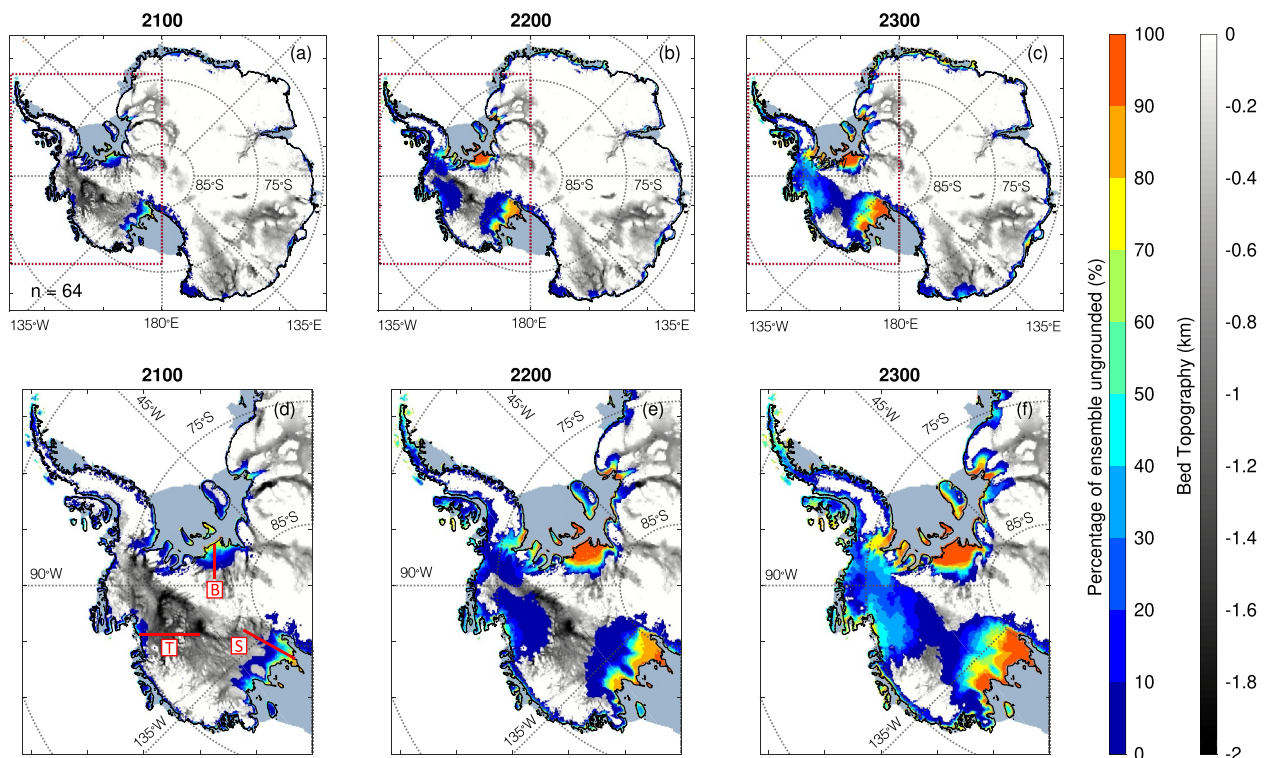 2100
2200
2300
(a)
(b)
(c)
85°S
75°S
85°S
75°S
85°S
75°S
n = 64
135°W
180°E
135°E
135°W
180°E
135°E
135°W
180°E
135°E
2100
2200
2300
(d)
(e)
(f)
45°W
75°S
85°S
90°W
135°W
B
T
S
45°W
75°S
85°S
90°W
135°W
45°W
75°S
85°S
90°W
135°W
Percentage of ensemble ungrounded (%)
100
90
80
70
60
50
40
30
20
10
0
Bed Topography (km)
0
-0.2
-0.4
-0.6
-0.8
-1
-1.2
-1.4
-1.6
-1.8
-2